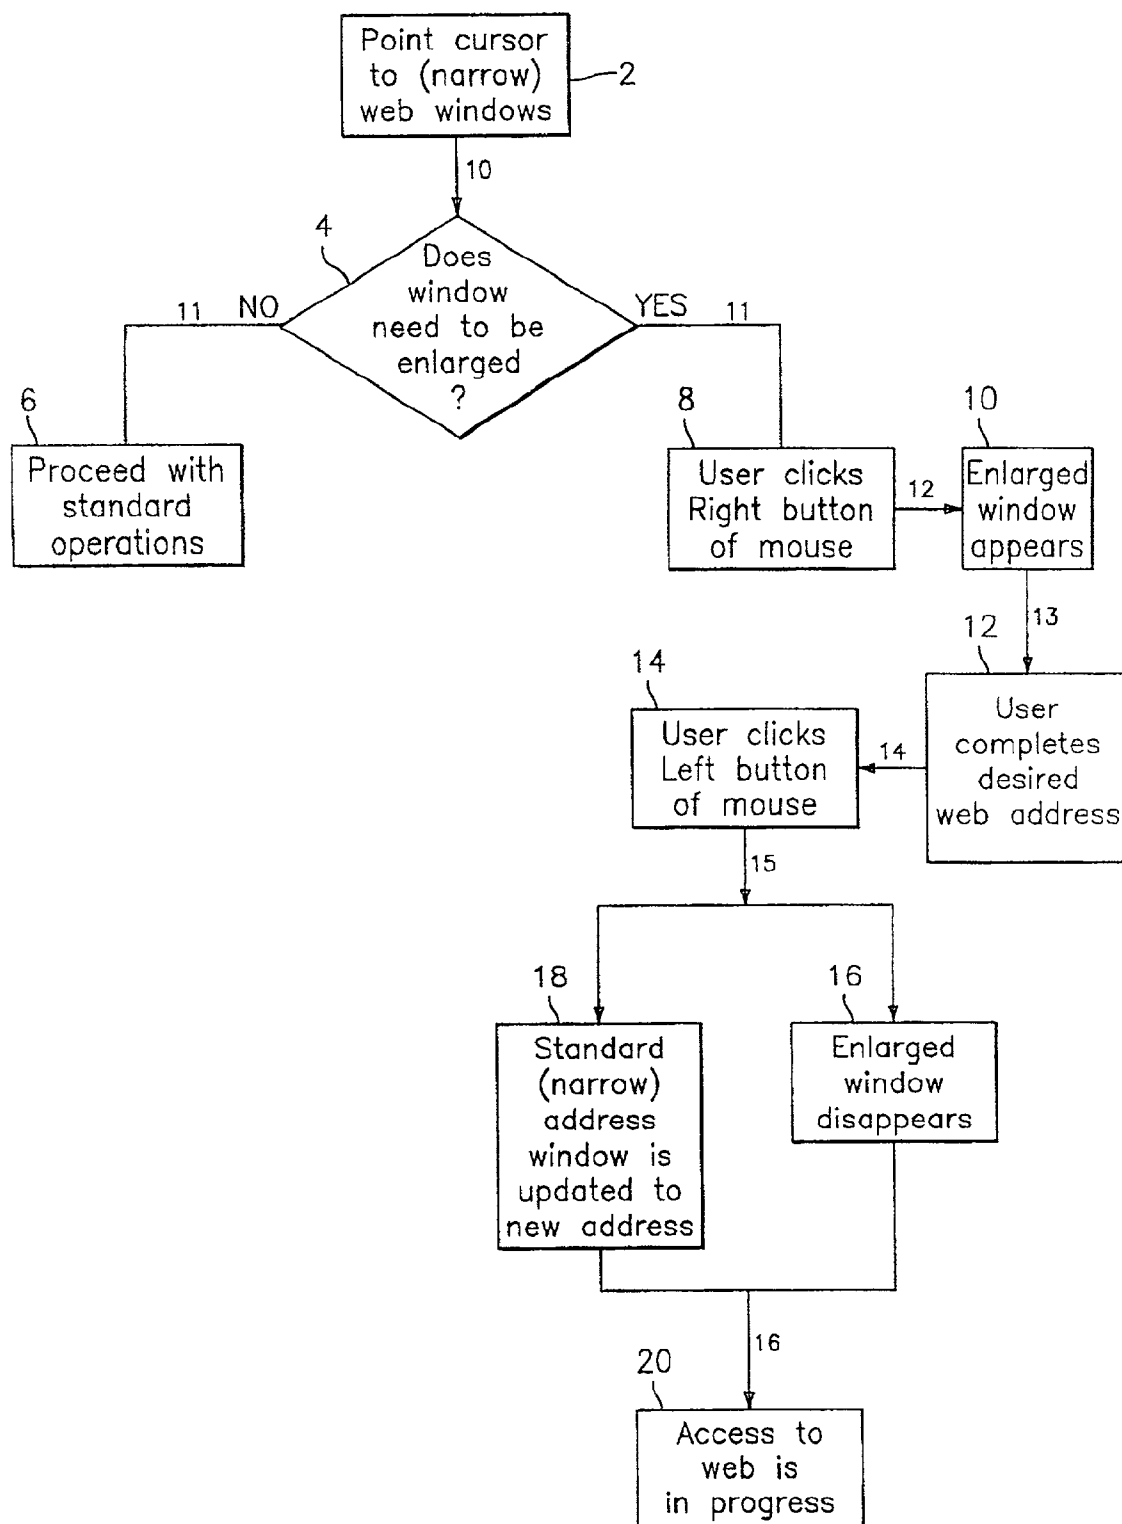 Point cursor
to (narrow)
web windows
2
10
4
Does
window
need to be
enlarged
?
NO
11
YES
11
6
Proceed with
standard
operations
8
User clicks
Right button
of mouse
12
10
Enlarged
window
appears
13
12
User
completes
desired
web address
14
14
User clicks
Left button
of mouse
15
18
Standard
(narrow)
address
window is
updated to
new address
16
Enlarged
window
disappears
16
20
Access to
web is
in progress